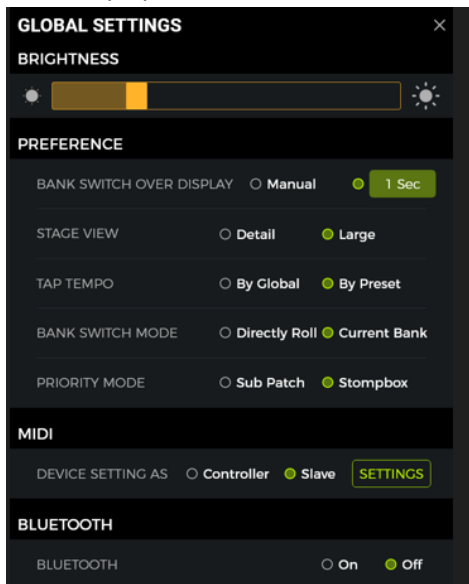 GLOBAL SETTINGS
BRIGHTNESS
PREFERENCE
BANK SWITCH OVER DISPLAY Manual 1 Sec
STAGE VIEW Detail Large
TAP TEMPO By Global By Preset
BANK SWITCH MODE Directly Roll Current Bank
PRIORITY MODE Sub Patch Stompbox
MIDI
DEVICE SETTING AS Controller Slave SETTINGS
BLUETOOTH
BLUETOOTH On Off